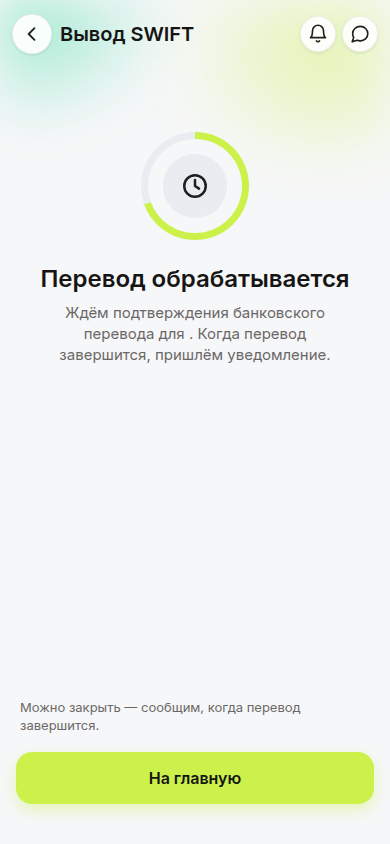 Вывод SWIFT
Перевод обрабатывается
Ждём подтверждения банковского
перевода для . Когда перевод
завершится, пришлём уведомление.
Можно закрыть — сообщим, когда перевод
завершится.
На главную